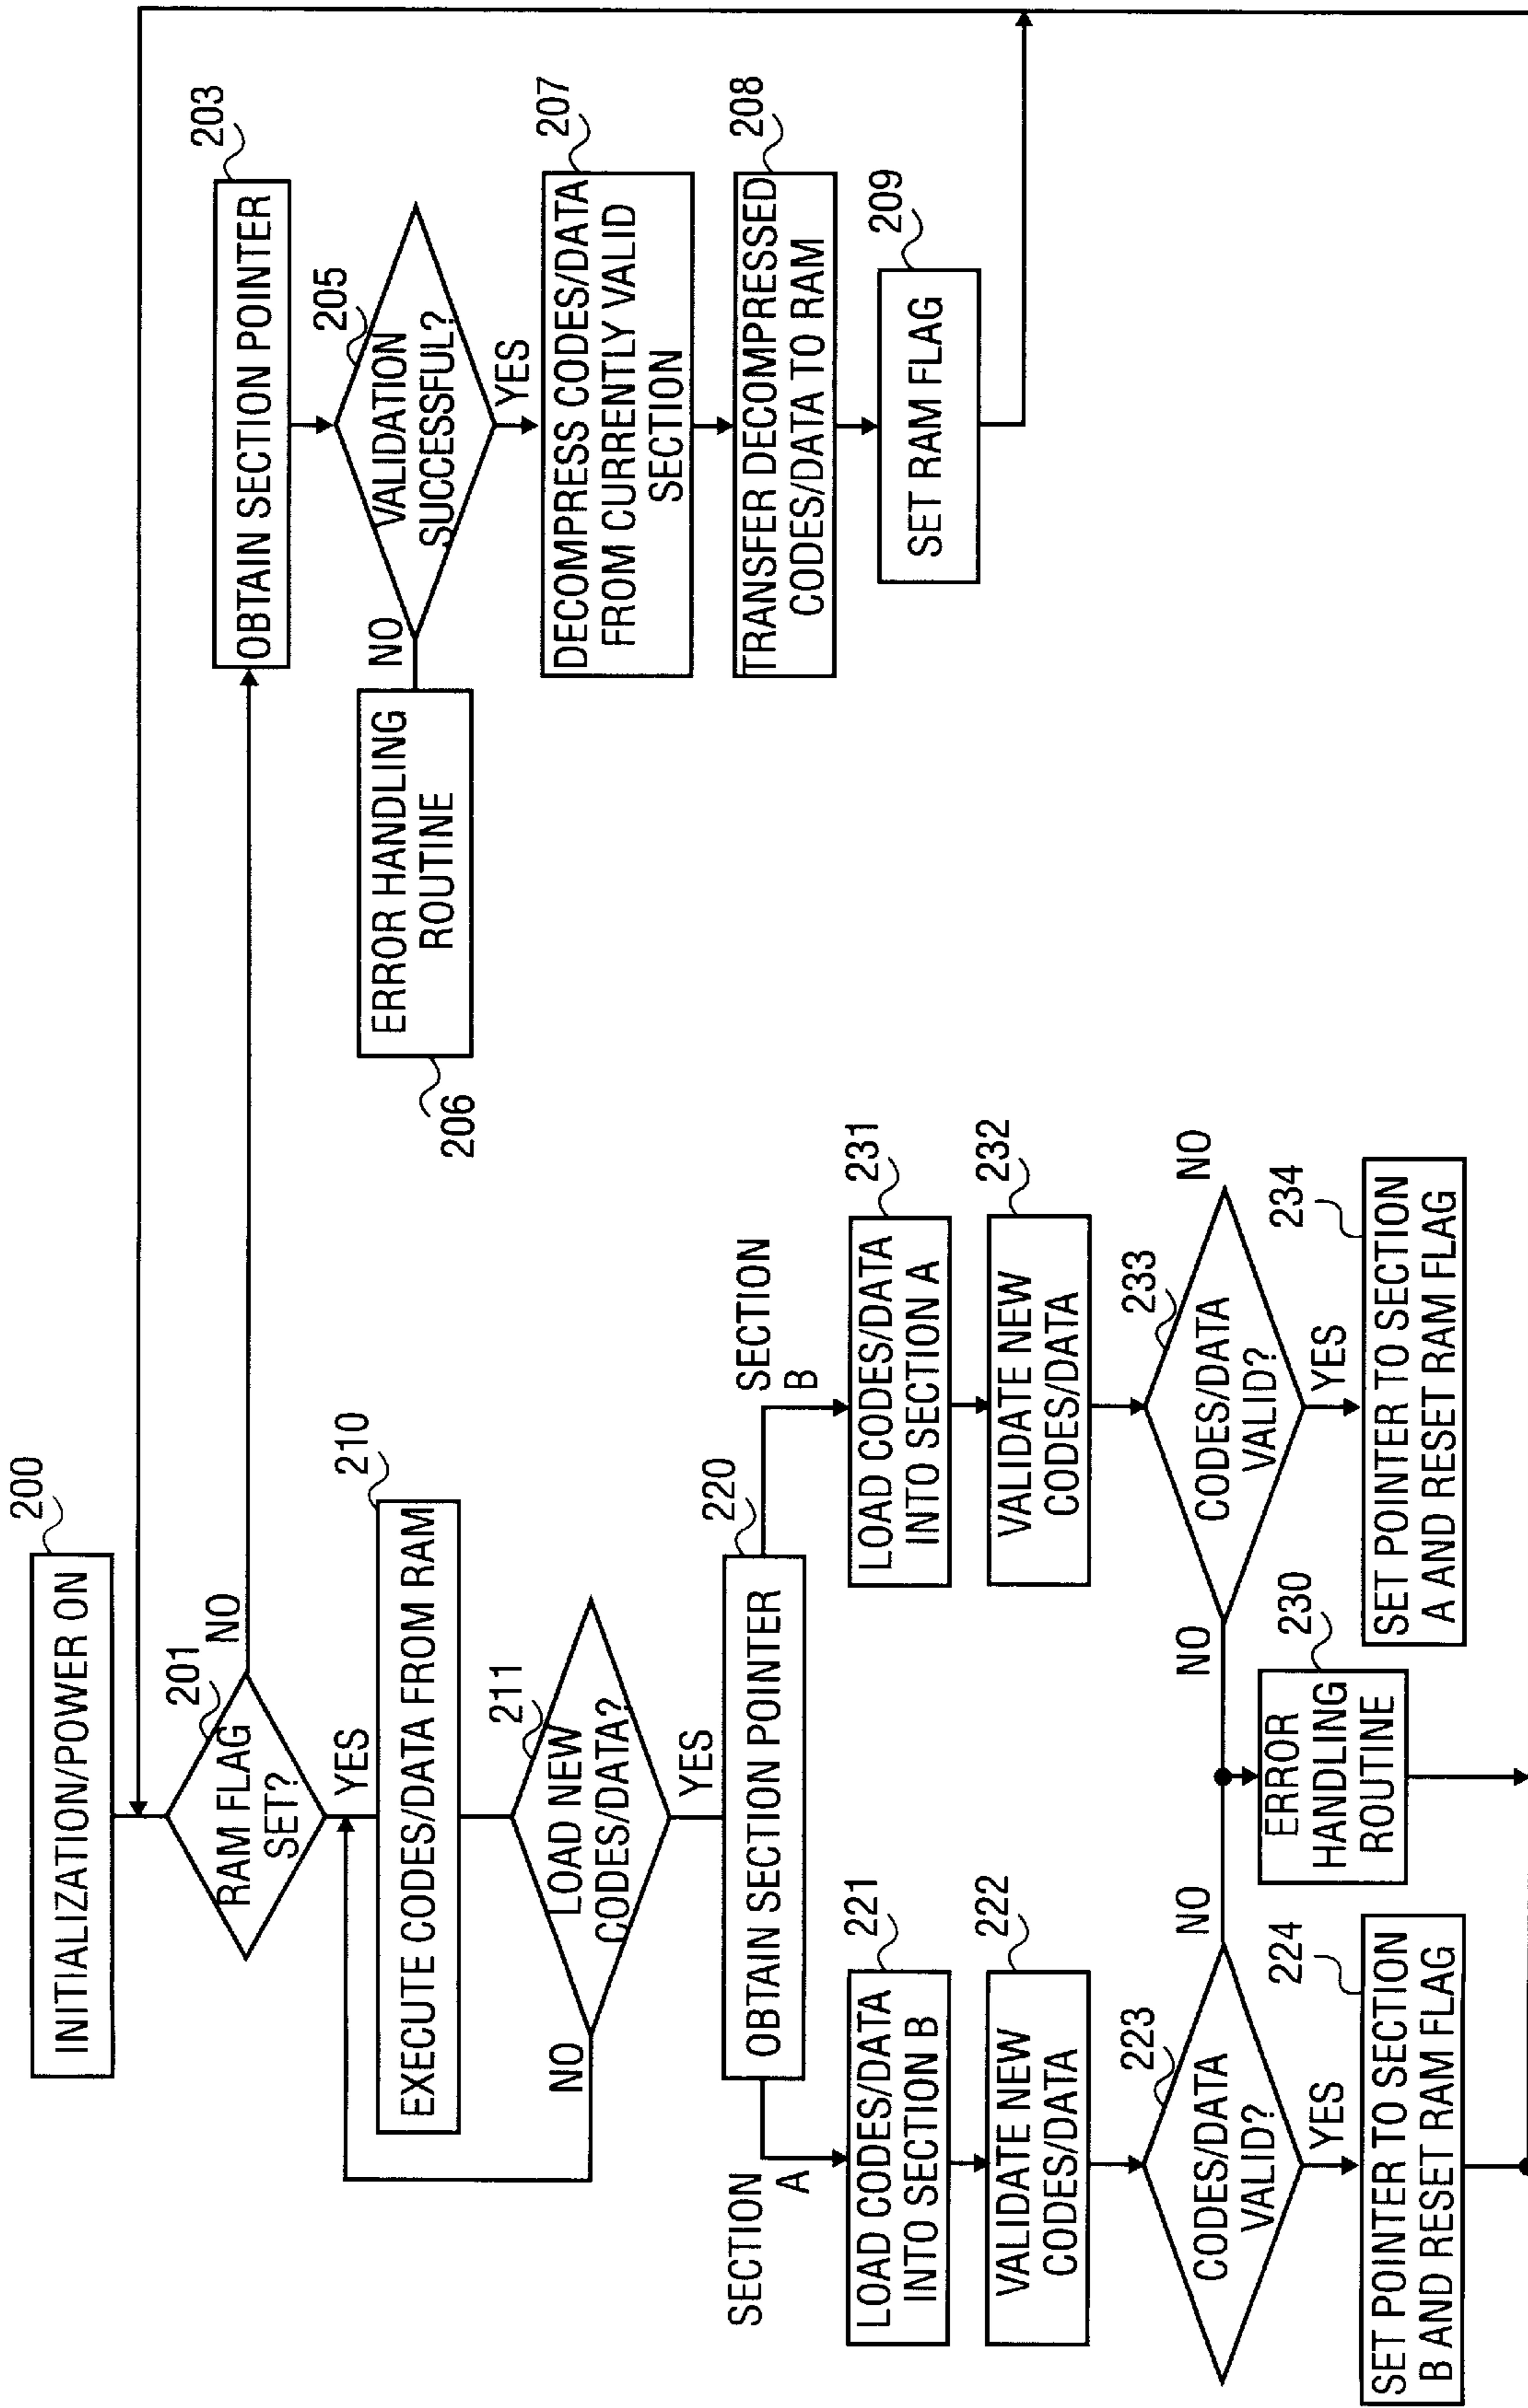 200
INITIALIZATION/POWER ON
201
RAM FLAG
SET?
NO
YES
203
OBTAIN SECTION POINTER
205
VALIDATION
SUCCESSFUL?
NO
YES
ERROR HANDLING
ROUTINE
206
207
DECOMPRESS CODES/DATA
FROM CURRENTLY VALID
SECTION
208
TRANSFER DECOMPRESSED
CODES/DATA TO RAM
209
SET RAM FLAG
210
EXECUTE CODES/DATA FROM RAM
211
LOAD NEW
CODES/DATA?
NO
YES
220
OBTAIN SECTION POINTER
SECTION
A
SECTION
B
221
LOAD CODES/DATA
INTO SECTION B
222
VALIDATE NEW
CODES/DATA
223
CODES/DATA
VALID?
NO
YES
224
SET POINTER TO SECTION
B AND RESET RAM FLAG
230
ERROR
HANDLING
ROUTINE
231
LOAD CODES/DATA
INTO SECTION A
232
VALIDATE NEW
CODES/DATA
233
CODES/DATA
VALID?
NO
NO
YES
234
SET POINTER TO SECTION
A AND RESET RAM FLAG